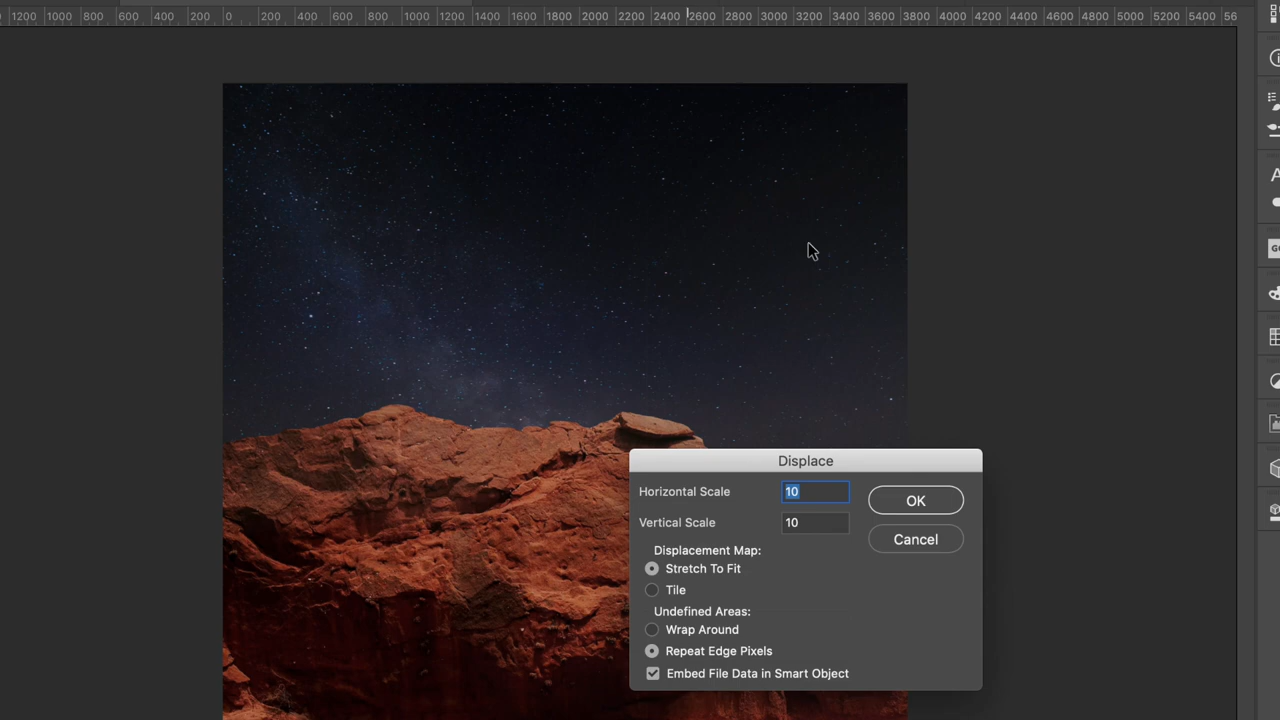 1200 1000 800 600 400 200 0 200 400 600 800 1000 1200 1400 1600 1800 2000 2200 2400 2600 2800 3000 3200 3400 3600 3800 4000 4200 4400 4600 4800 5000 5200 5400 56
Displace
Horizontal Scale 10
OK
Vertical Scale 10
Cancel
Displacement Map:
Stretch To Fit
Tile
Undefined Areas:
Wrap Around
Repeat Edge Pixels
Embed File Data in Smart Object